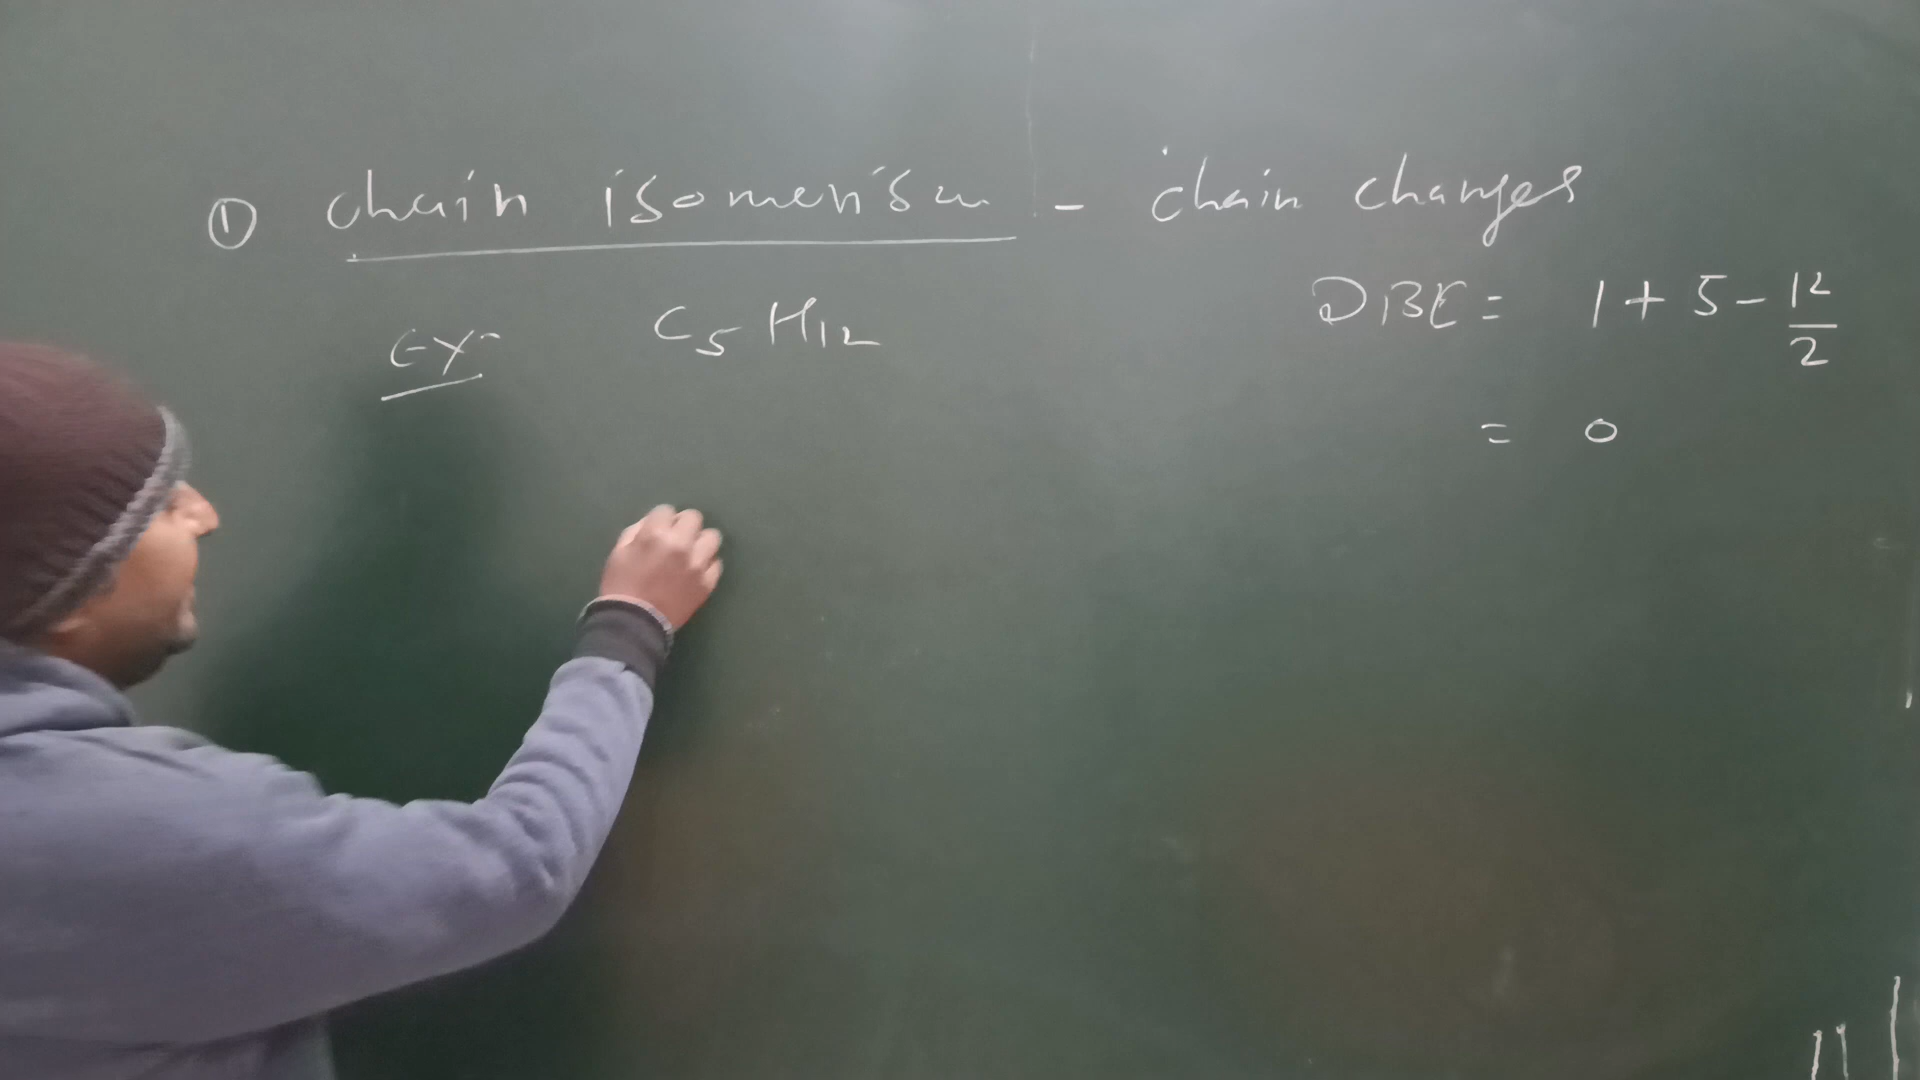 ① chain isomerism - chain changes
Ex- C₅H₁₂
DBE = 1 + 5 - 12/2
= 0